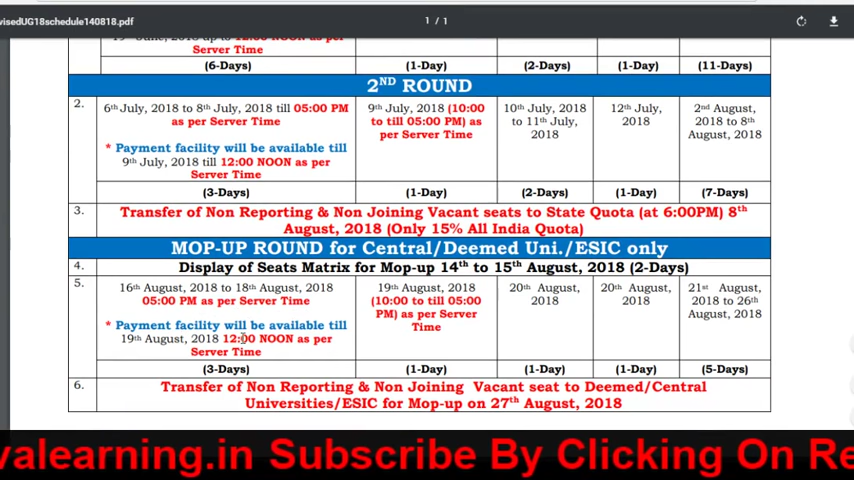 visedUG18schedule140818.pdf
1 / 1
19th June, 2018 up to 12:00 NOON as per
Server Time
(6-Days) (1-Day) (2-Days) (1-Day) (11-Days)
2ND ROUND
2.
6th July, 2018 to 8th July, 2018 till 05:00 PM
as per Server Time
* Payment facility will be available till
9th July, 2018 till 12:00 NOON as per
Server Time
9th July, 2018 (10:00
to till 05:00 PM) as
per Server Time
10th July, 2018
to 11th July,
2018
12th July,
2018
2nd August,
2018 to 8th
August, 2018
(3-Days) (1-Day) (2-Days) (1-Day) (7-Days)
3.
Transfer of Non Reporting & Non Joining Vacant seats to State Quota (at 6:00PM) 8th
August, 2018 (Only 15% All India Quota)
MOP-UP ROUND for Central/Deemed Uni./ESIC only
4.
Display of Seats Matrix for Mop-up 14th to 15th August, 2018 (2-Days)
5.
16th August, 2018 to 18th August, 2018
05:00 PM as per Server Time
* Payment facility will be available till
19th August, 2018 12:00 NOON as per
Server Time
19th August, 2018
(10:00 to till 05:00
PM) as per Server
Time
20th August,
2018
20th August,
2018
21st August,
2018 to 26th
August, 2018
(3-Days) (1-Day) (1-Day) (1-Day) (5-Days)
6.
Transfer of Non Reporting & Non Joining Vacant seat to Deemed/Central
Universities/ESIC for Mop-up on 27th August, 2018
valearning.in Subscribe By Clicking On Re